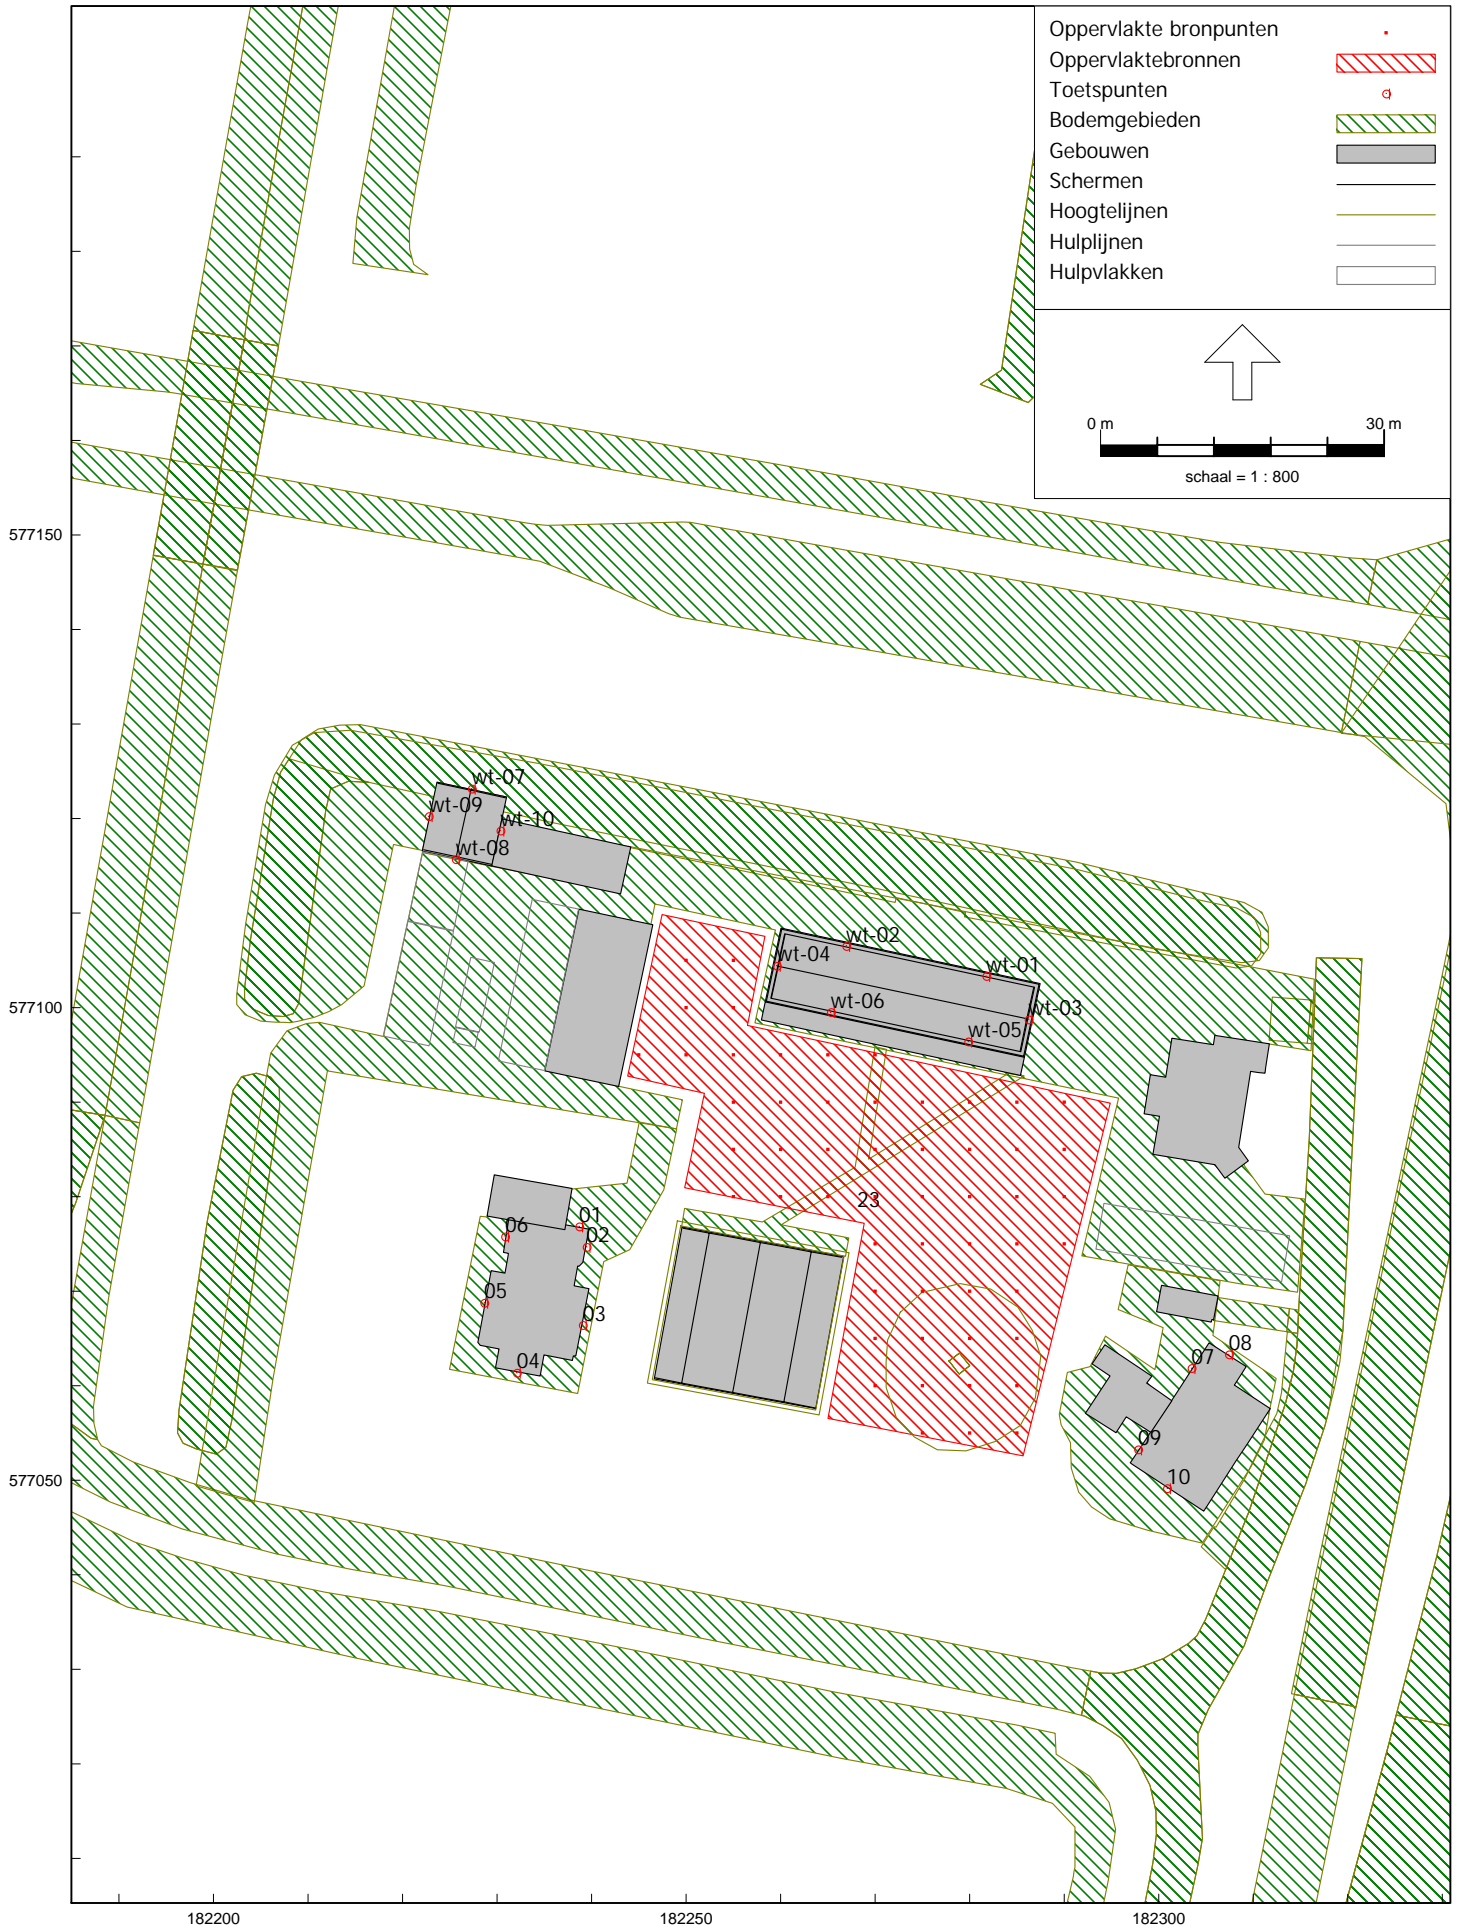 Oppervlakte bronpunten
Oppervlaktebronnen
Toetspunten
Bodemgebieden
Gebouwen
Schermen
Hoogtelijnen
Hulplijnen
Hulpvlakken
0 m 30 m
schaal = 1 : 800
577150
wt-07
wt-09
wt-10
wt-08
wt-02
wt-04
wt-01
wt-06
wt-03
577100
wt-05
23
01
06
02
05
03
04
08
07
09
10
577050
182200 182250 182300